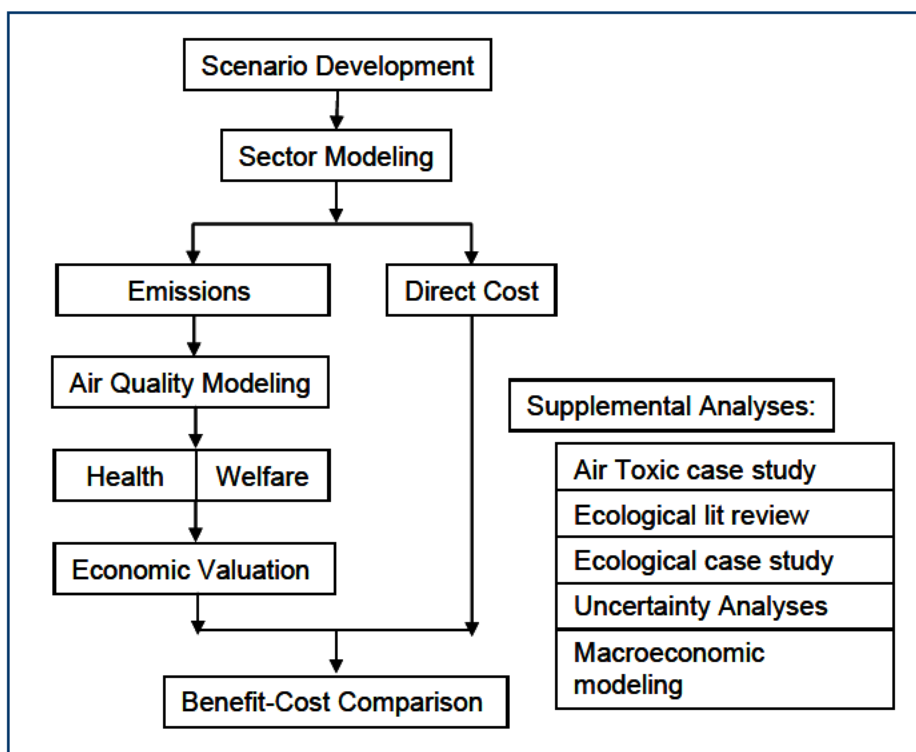 Scenario Development
Sector Modeling
Emissions
Direct Cost
Air Quality Modeling
Health
Welfare
Economic Valuation
Benefit-Cost Comparison
Supplemental Analyses:
Air Toxic case study
Ecological lit review
Ecological case study
Uncertainty Analyses
Macroeconomic
modeling